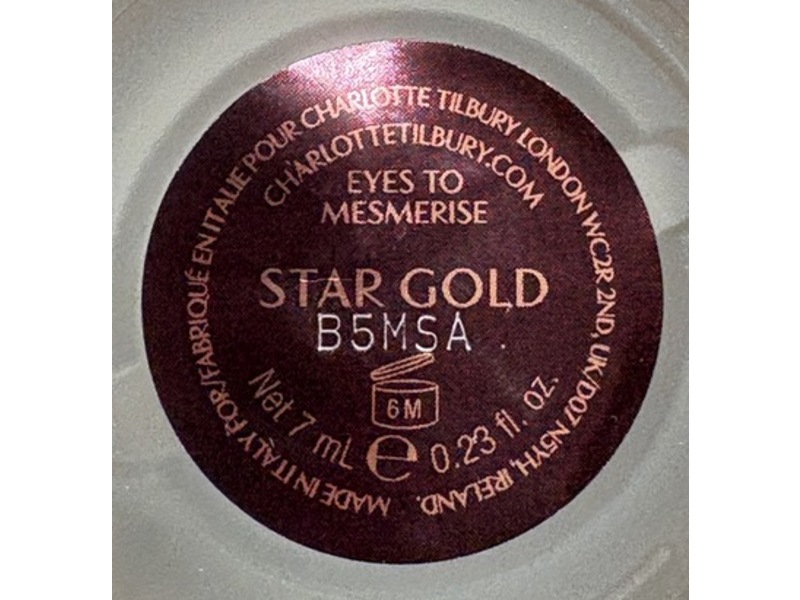 MADE IN ITALY FOR/FABRIQUÉ EN ITALIE POUR CHARLOTTE TILBURY LONDON WC2R 2ND, UK/D07 N5YH, IRELAND.
CHARLOTTETILBURY.COM
EYES TO
MESMERISE
STAR GOLD
B5MSA
6M
Net 7 mL e 0.23 fl. oz.